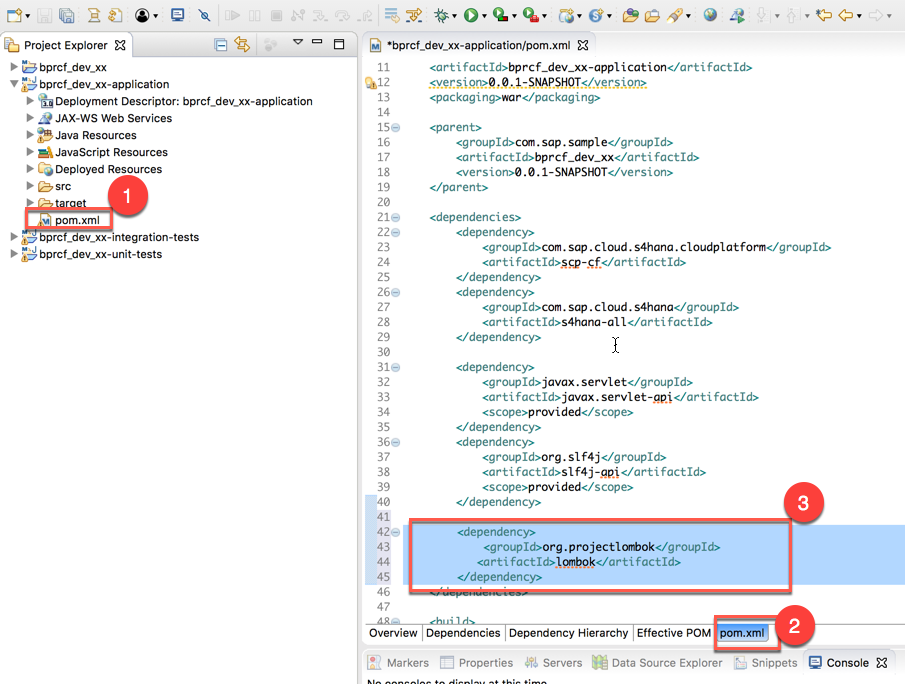 Project Explorer
bprcf_dev_xx
bprcf_dev_xx-application
Deployment Descriptor: bprcf_dev_xx-application
JAX-WS Web Services
Java Resources
JavaScript Resources
Deployed Resources
src
target
1
pom.xml
bprcf_dev_xx-integration-tests
bprcf_dev_xx-unit-tests
*bprcf_dev_xx-application/pom.xml
11 <artifactId>bprcf_dev_xx-application</artifactId>
12 <version>0.0.1-SNAPSHOT</version>
13 <packaging>war</packaging>
14
15 <parent>
16 <groupId>com.sap.sample</groupId>
17 <artifactId>bprcf_dev_xx</artifactId>
18 <version>0.0.1-SNAPSHOT</version>
19 </parent>
20
21 <dependencies>
22 <dependency>
23 <groupId>com.sap.cloud.s4hana.cloudplatform</groupId>
24 <artifactId>scp-cf</artifactId>
25 </dependency>
26 <dependency>
27 <groupId>com.sap.cloud.s4hana</groupId>
28 <artifactId>s4hana-all</artifactId>
29 </dependency>
30
31 <dependency>
32 <groupId>javax.servlet</groupId>
33 <artifactId>javax.servlet-api</artifactId>
34 <scope>provided</scope>
35 </dependency>
36 <dependency>
37 <groupId>org.slf4j</groupId>
38 <artifactId>slf4j-api</artifactId>
39 <scope>provided</scope>
40 </dependency>
41
3
42 <dependency>
43 <groupId>org.projectlombok</groupId>
44 <artifactId>lombok</artifactId>
45 </dependency>
46 </dependencies>
47
48 <build>
Overview Dependencies Dependency Hierarchy Effective POM pom.xml
2
Markers Properties Servers Data Source Explorer Snippets Console
No consoles to display at this time.